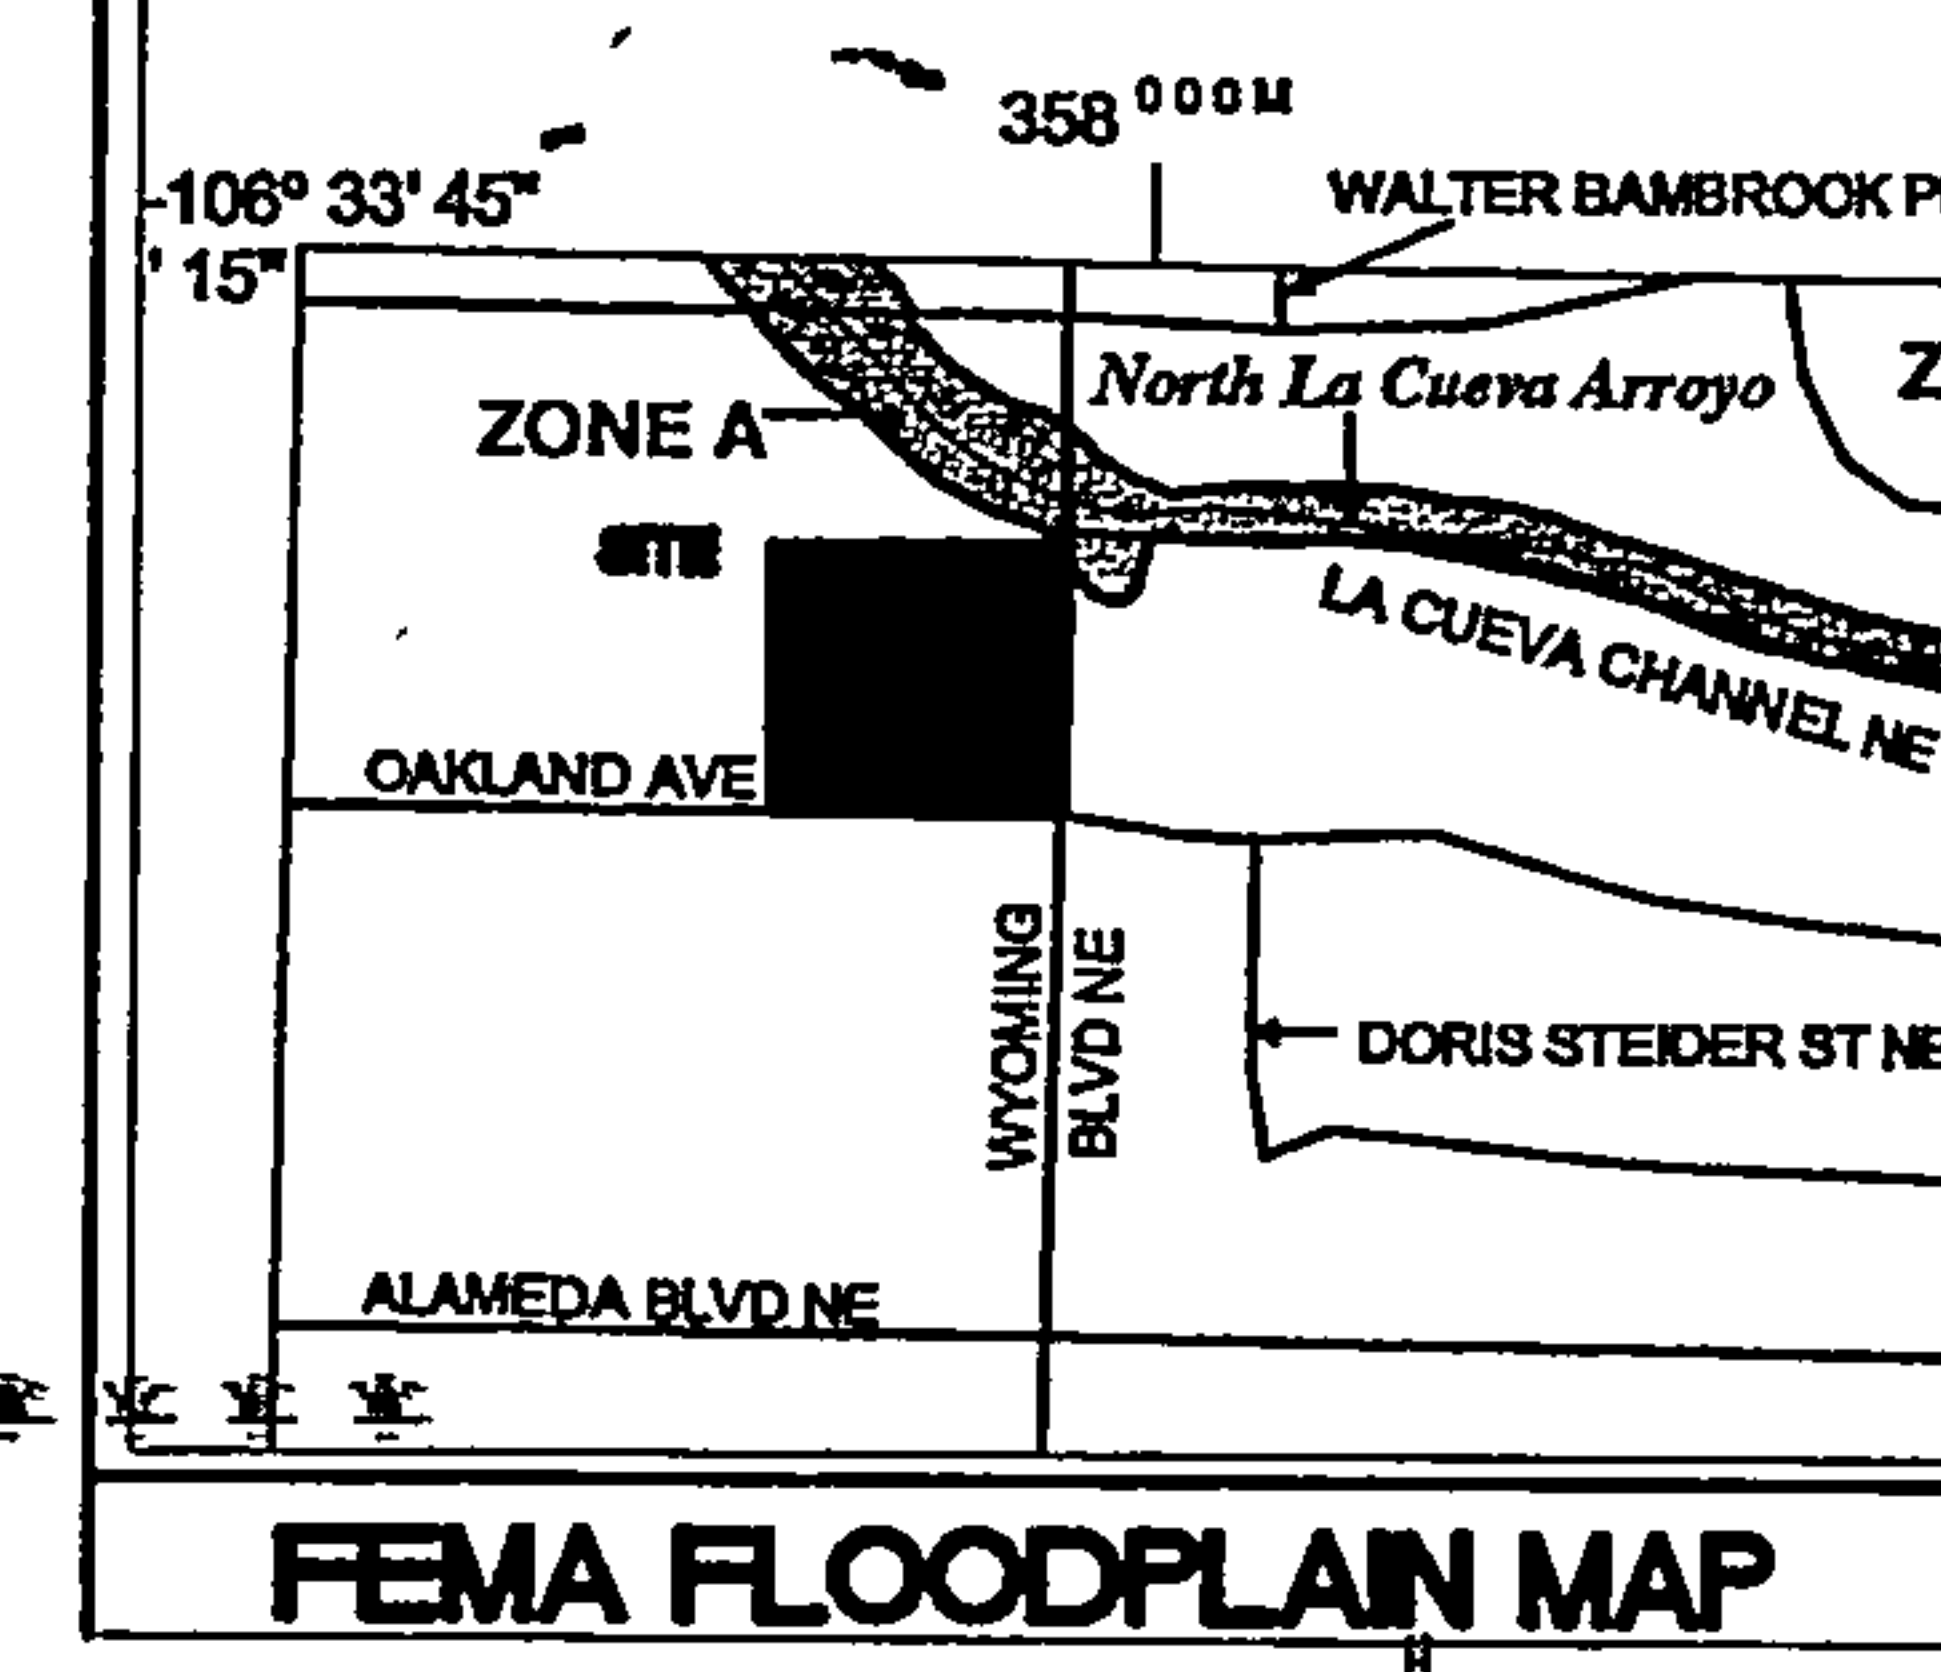 358 000M
-106º 33' 45"
' 15"
WALTER BAMBROOK
North La Cueva Arroyo
ZONE A
SITE
LA CUEVA CHANNEL NE
OAKLAND AVE
WYOMING
BLVD NE
DORIS STEIDER ST NE
ALAMEDA BLVD NE
FEMA FLOODPLAIN MAP